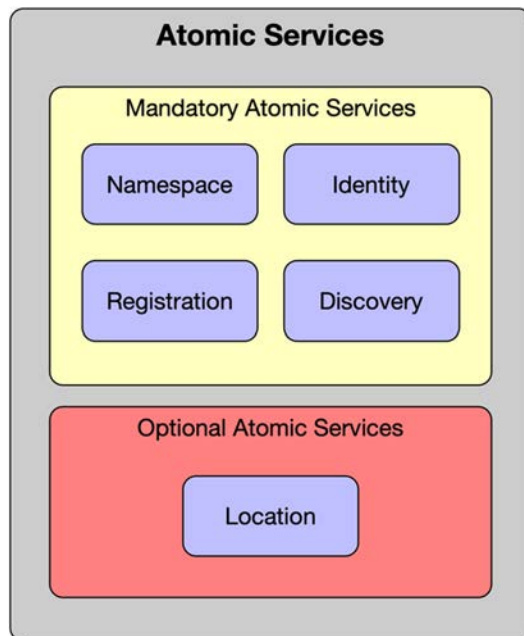 Atomic Services
Mandatory Atomic Services
Namespace
Identity
Registration
Discovery
Optional Atomic Services
Location